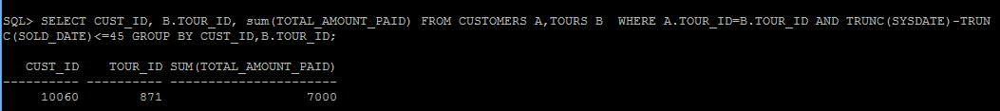 SQL> SELECT CUST_ID, B.TOUR_ID, sum(TOTAL_AMOUNT_PAID) FROM CUSTOMERS A,TOURS B  WHERE A.TOUR_ID=B.TOUR_ID AND TRUNC(SYSDATE)-TRUN
C(SOLD_DATE)<=45 GROUP BY CUST_ID,B.TOUR_ID;
   CUST_ID    TOUR_ID SUM(TOTAL_AMOUNT_PAID)
---------- ---------- ----------------------
     10060        871                   7000